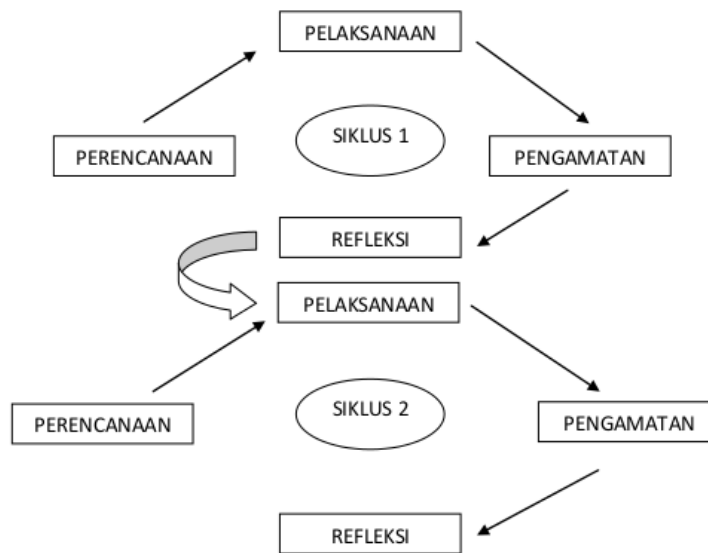 PELAKSANAAN
SIKLUS 1
PERENCANAAN
PENGAMATAN
REFLEKSI
PELAKSANAAN
SIKLUS 2
PERENCANAAN
PENGAMATAN
REFLEKSI